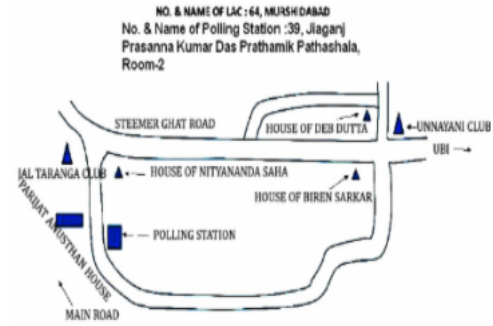 NO. & NAME OF LAC : 64, MURSHIDABAD
No. & Name of Polling Station :39, Jiaganj
Prasanna Kumar Das Prathamik Pathashala,
Room-2
STEEMER GHAT ROAD
HOUSE OF DEB DUTTA
UNNAYANI CLUB
UBI
JAL TARANGA CLUB
HOUSE OF NITYANANDA SAHA
HOUSE OF BIREN SARKAR
PARIJAT ANUSTHAN HOUSE
POLLING STATION
MAIN ROAD